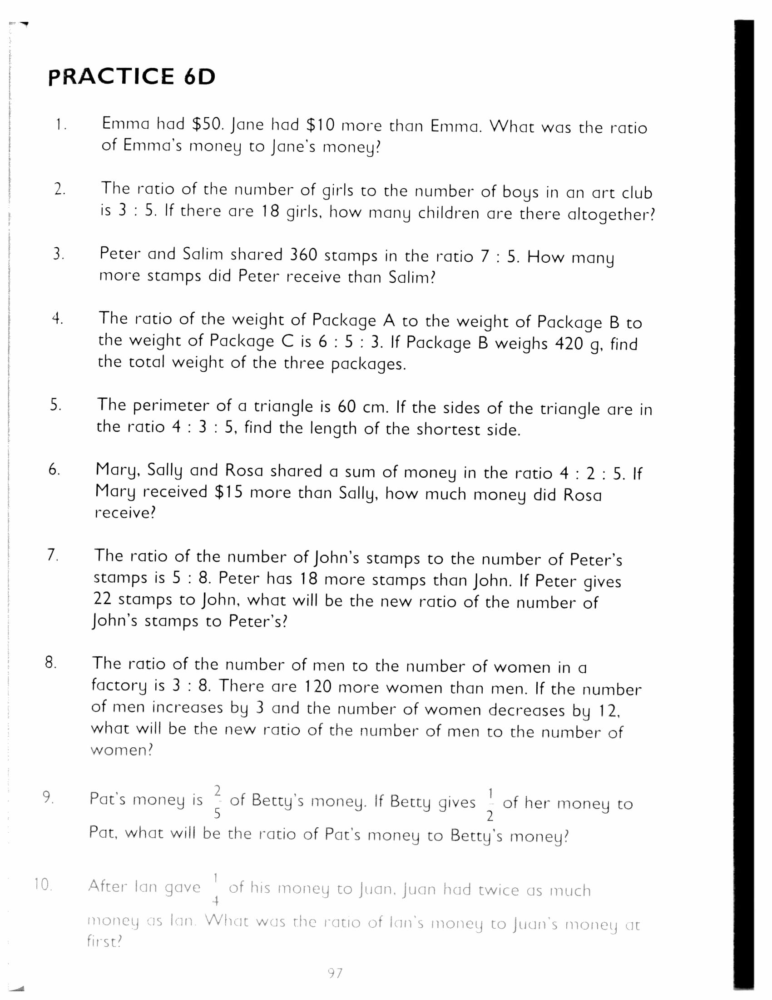 PRACTICE 6D
1. Emma had $50. Jane had $10 more than Emma. What was the ratio
of Emma's money to Jane's money?
2. The ratio of the number of girls to the number of boys in an art club
is 3 : 5. If there are 18 girls, how many children are there altogether?
3. Peter and Salim shared 360 stamps in the ratio 7 : 5. How many
more stamps did Peter receive than Salim?
4. The ratio of the weight of Package A to the weight of Package B to
the weight of Package C is 6 : 5 : 3. If Package B weighs 420 g, find
the total weight of the three packages.
5. The perimeter of a triangle is 60 cm. If the sides of the triangle are in
the ratio 4 : 3 : 5, find the length of the shortest side.
6. Mary, Sally and Rosa shared a sum of money in the ratio 4 : 2 : 5. If
Mary received $15 more than Sally, how much money did Rosa
receive?
7. The ratio of the number of John's stamps to the number of Peter's
stamps is 5 : 8. Peter has 18 more stamps than John. If Peter gives
22 stamps to John, what will be the new ratio of the number of
John's stamps to Peter's?
8. The ratio of the number of men to the number of women in a
factory is 3 : 8. There are 120 more women than men. If the number
of men increases by 3 and the number of women decreases by 12,
what will be the new ratio of the number of men to the number of
women?
9. Pat's money is 2/5 of Betty's money. If Betty gives 1/2 of her money to
Pat, what will be the ratio of Pat's money to Betty's money?
10. After Ian gave 1/4 of his money to Juan, Juan had twice as much
money as Ian. What was the ratio of Ian's money to Juan's money at
first?
97